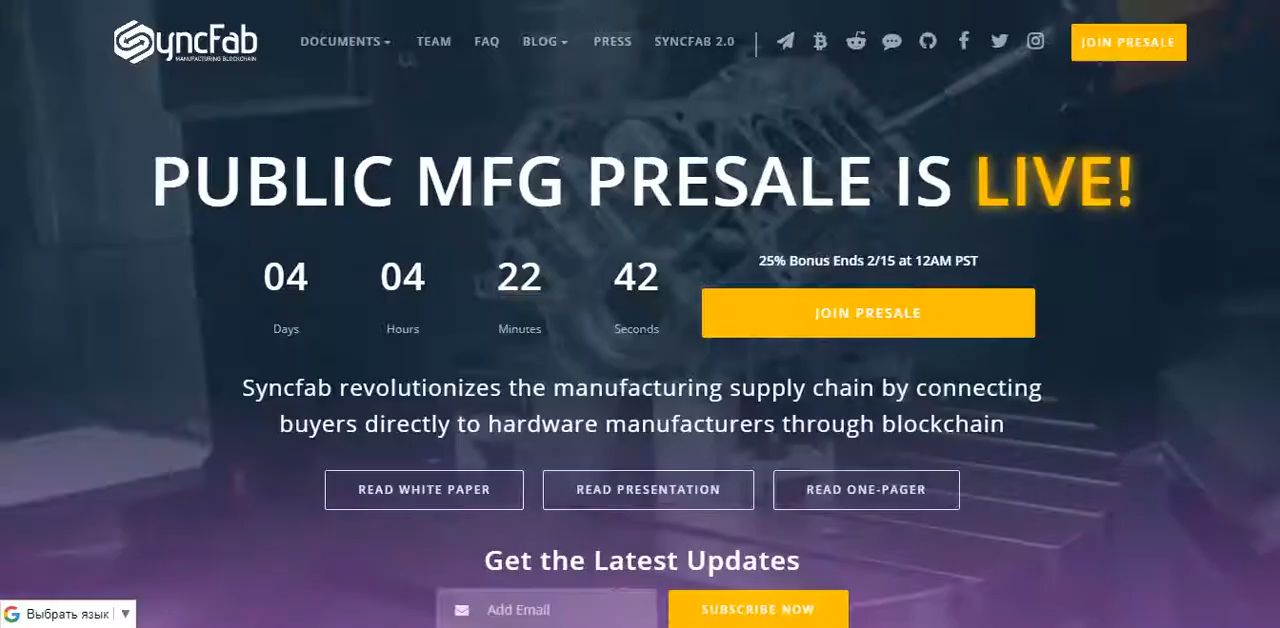 SyncFab
MANUFACTURING BLOCKCHAIN
DOCUMENTS TEAM FAQ BLOG PRESS SYNCFAB 2.0 JOIN PRESALE
PUBLIC MFG PRESALE IS LIVE!
04 04 22 42
Days Hours Minutes Seconds
25% Bonus Ends 2/15 at 12AM PST
JOIN PRESALE
Syncfab revolutionizes the manufacturing supply chain by connecting
buyers directly to hardware manufacturers through blockchain
READ WHITE PAPER READ PRESENTATION READ ONE-PAGER
Get the Latest Updates
Add Email SUBSCRIBE NOW
Выбрать язык